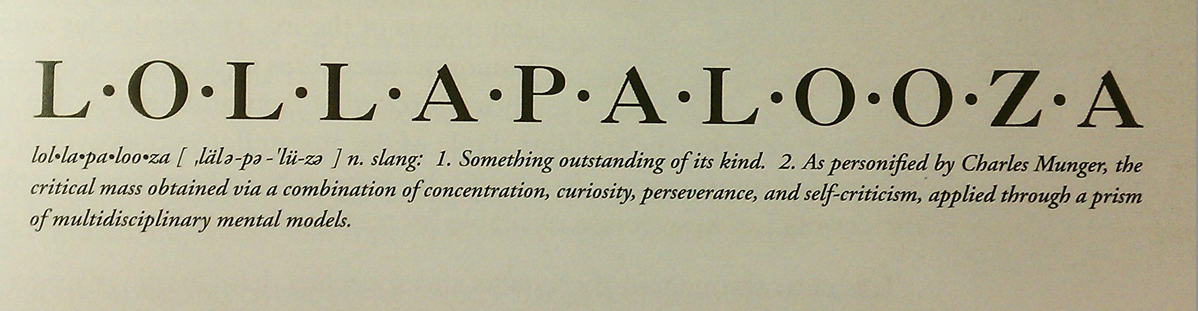 L·O·L·L·A·P·A·L·O·O·Z·A
lol•la•pa•loo•za [ ˌlälə-pə-ˈlü-zə ] n. slang: 1. Something outstanding of its kind. 2. As personified by Charles Munger, the
critical mass obtained via a combination of concentration, curiosity, perseverance, and self-criticism, applied through a prism
of multidisciplinary mental models.